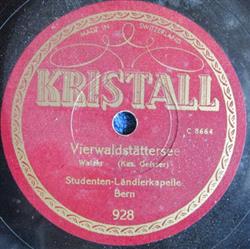 MADE IN SWITZERLAND
KRISTALL
C 8664
Vierwaldstättersee
Walzer (Kas. Geisser)
Studenten-Ländlerkapelle
Bern
928